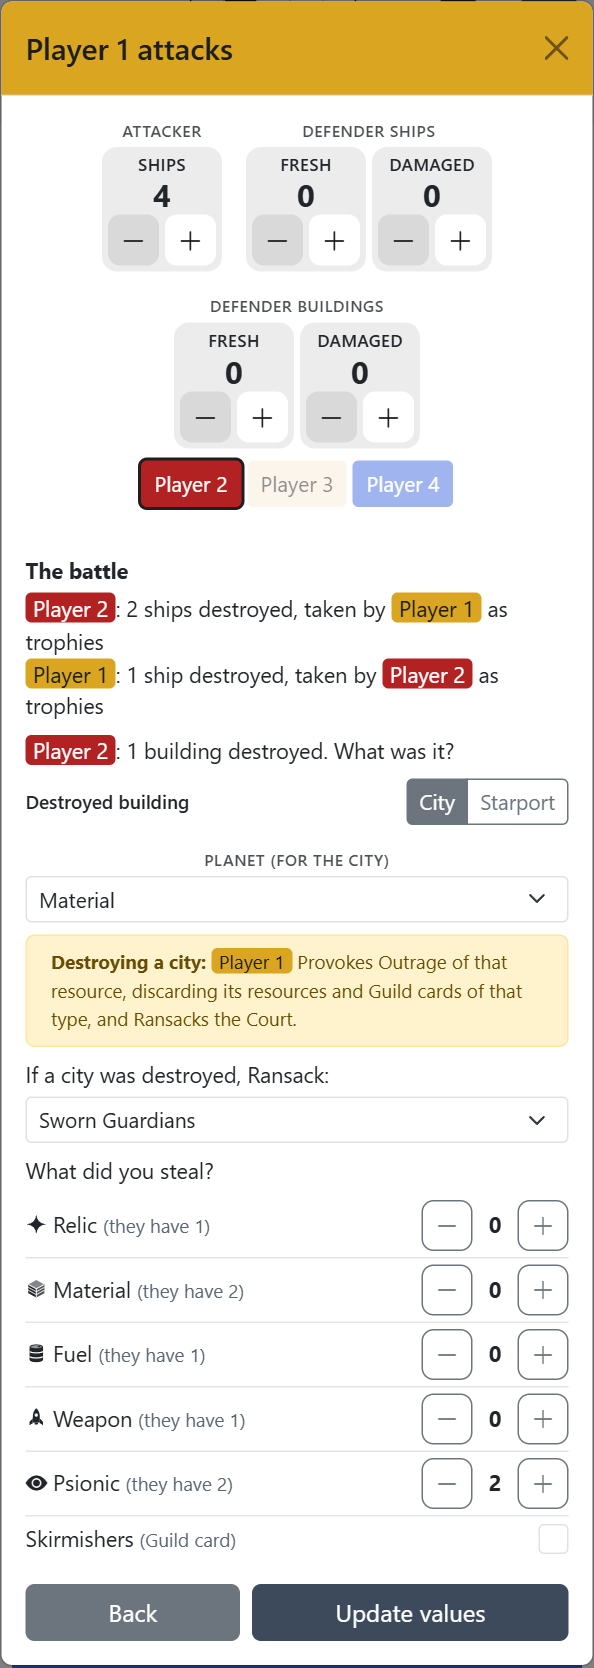 Player 1 attacks
ATTACKER
DEFENDER SHIPS
SHIPS
4
FRESH
0
DAMAGED
0
DEFENDER BUILDINGS
FRESH
0
DAMAGED
0
Player 2
Player 3
Player 4
The battle
Player 2: 2 ships destroyed, taken by Player 1 as
trophies
Player 1: 1 ship destroyed, taken by Player 2 as
trophies
Player 2: 1 building destroyed. What was it?
Destroyed building
City
Starport
PLANET (FOR THE CITY)
Material
Destroying a city: Player 1 Provokes Outrage of that
resource, discarding its resources and Guild cards of that
type, and Ransacks the Court.
If a city was destroyed, Ransack:
Sworn Guardians
What did you steal?
Relic (they have 1)
0
Material (they have 2)
0
Fuel (they have 1)
0
Weapon (they have 1)
0
Psionic (they have 2)
2
Skirmishers (Guild card)
Back
Update values